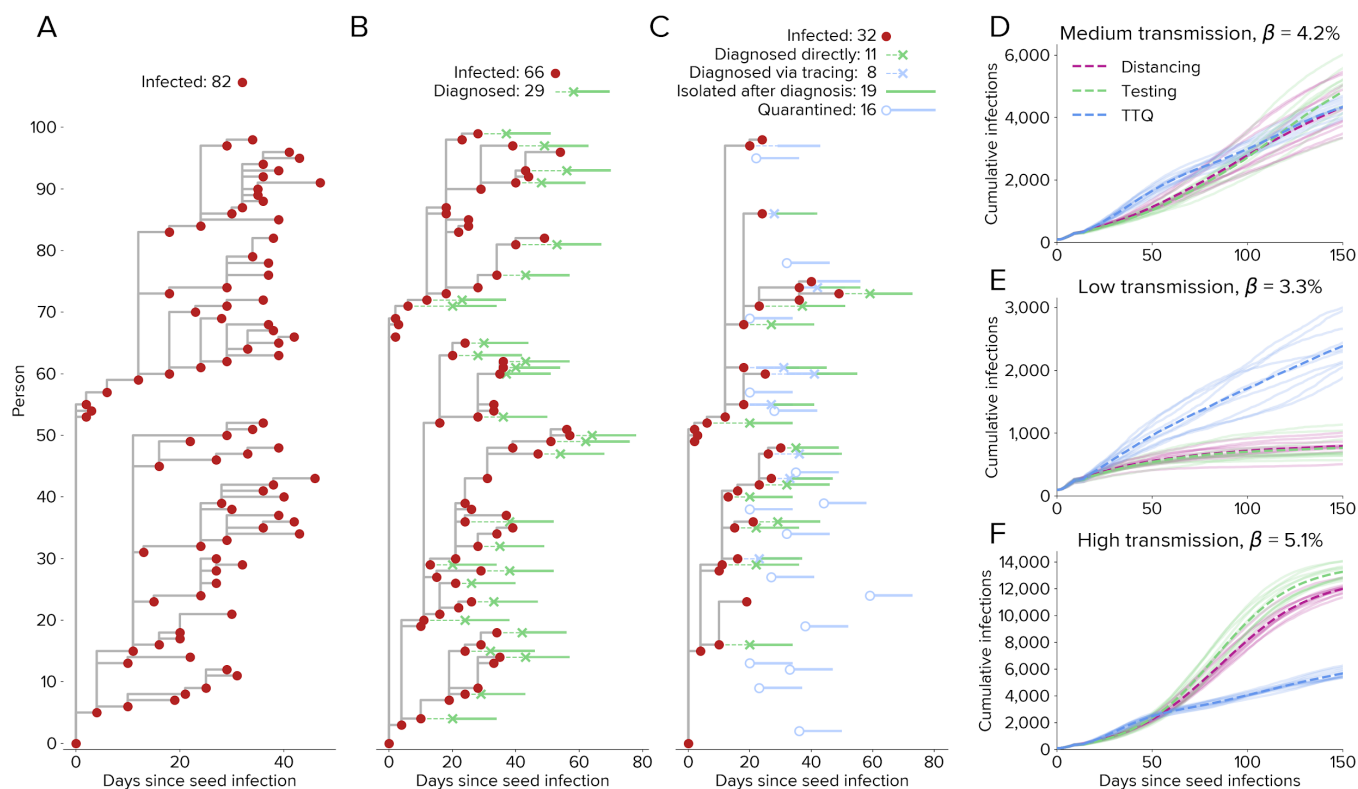 A
Infected: 82
Person
100
90
80
70
60
50
40
30
20
10
0
0
20
40
Days since seed infection
B
Infected: 66
Diagnosed: 29
0
20
40
60
80
Days since seed infection
C
Infected: 32
Diagnosed directly: 11
Diagnosed via tracing: 8
Isolated after diagnosis: 19
Quarantined: 16
0
20
40
60
80
Days since seed infection
D
Medium transmission, β = 4.2%
Cumulative infections
6,000
4,000
2,000
0
Distancing
Testing
TTQ
0
50
100
150
E
Low transmission, β = 3.3%
Cumulative infections
3,000
2,000
1,000
0
0
50
100
150
F
High transmission, β = 5.1%
Cumulative infections
14,000
12,000
10,000
8,000
6,000
4,000
2,000
0
0
50
100
150
Days since seed infections